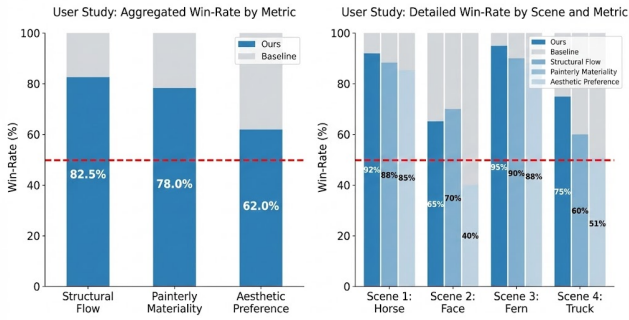 User Study: Aggregated Win-Rate by Metric
Win-Rate (%)
100
80
60
40
20
0
Ours
Baseline
82.5%
78.0%
62.0%
Structural
Flow
Painterly
Materiality
Aesthetic
Preference
User Study: Detailed Win-Rate by Scene and Metric
Win-Rate (%)
100
80
60
40
20
0
Ours
Baseline
Structural Flow
Painterly Materiality
Aesthetic Preference
92%
88%
85%
65%
70%
40%
95%
90%
88%
75%
60%
51%
Scene 1:
Horse
Scene 2:
Face
Scene 3:
Fern
Scene 4:
Truck